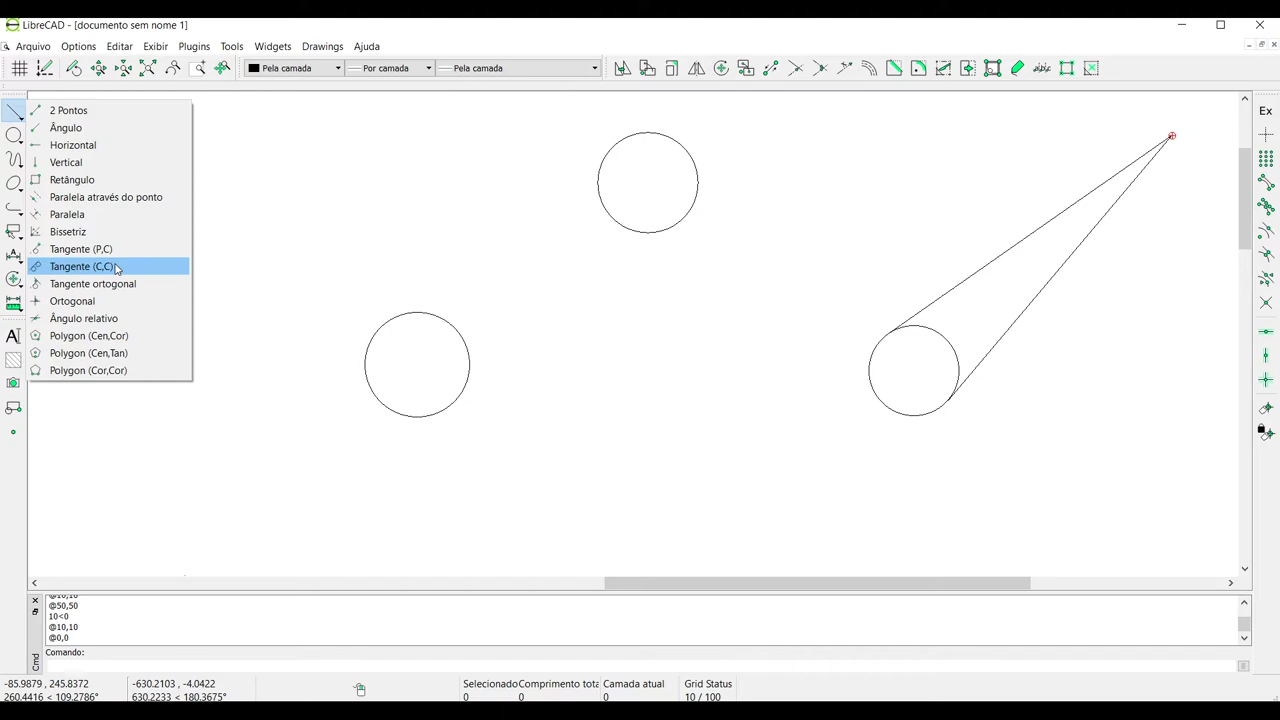 LibreCAD - [documento sem nome 1]
Arquivo Options Editar Exibir Plugins Tools Widgets Drawings Ajuda
Pela camada Por camada Pela camada
Ex
2 Pontos
Ângulo
Horizontal
Vertical
Retângulo
Paralela através do ponto
Paralela
Bissetriz
Tangente (P,C)
Tangente (C,C)
Tangente ortogonal
Ortogonal
Ângulo relativo
Polygon (Cen,Cor)
Polygon (Cen,Tan)
Polygon (Cor,Cor)
@10,10
@50,50
10<0
@10,10
@0,0
Cmd
Comando:
-85.9879 , 245.8372 -630.2103 , -4.0422 Selecionado Comprimento tota Camada atual Grid Status
260.4416 < 109.2786° 630.2233 < 180.3675° 0 0 0 10 / 100